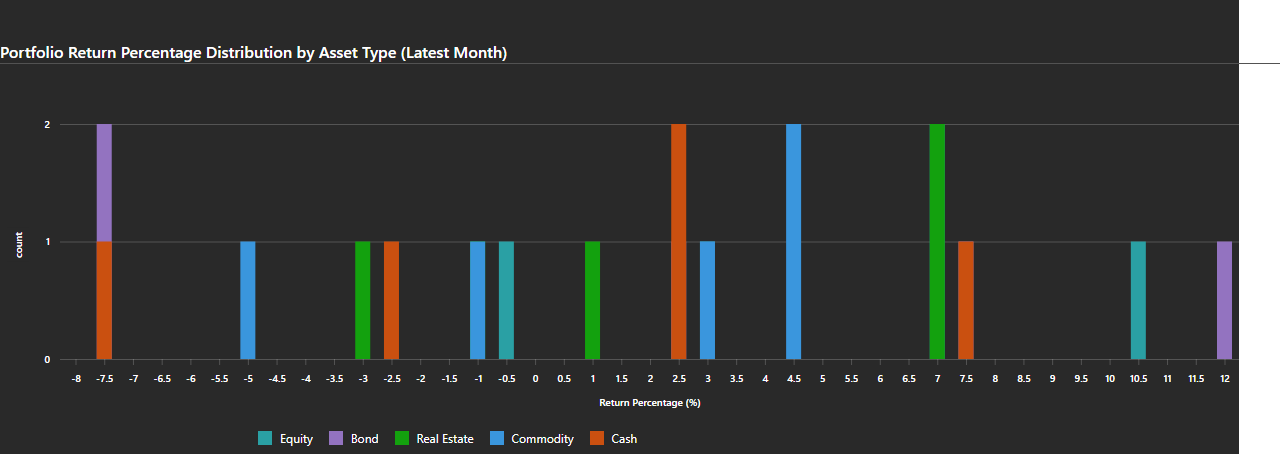 Portfolio Return Percentage Distribution by Asset Type (Latest Month)
2
1
0
count
-8 -7.5 -7 -6.5 -6 -5.5 -5 -4.5 -4 -3.5 -3 -2.5 -2 -1.5 -1 -0.5 0 0.5 1 1.5 2 2.5 3 3.5 4 4.5 5 5.5 6 6.5 7 7.5 8 8.5 9 9.5 10 10.5 11 11.5 12
Return Percentage (%)
Equity Bond Real Estate Commodity Cash